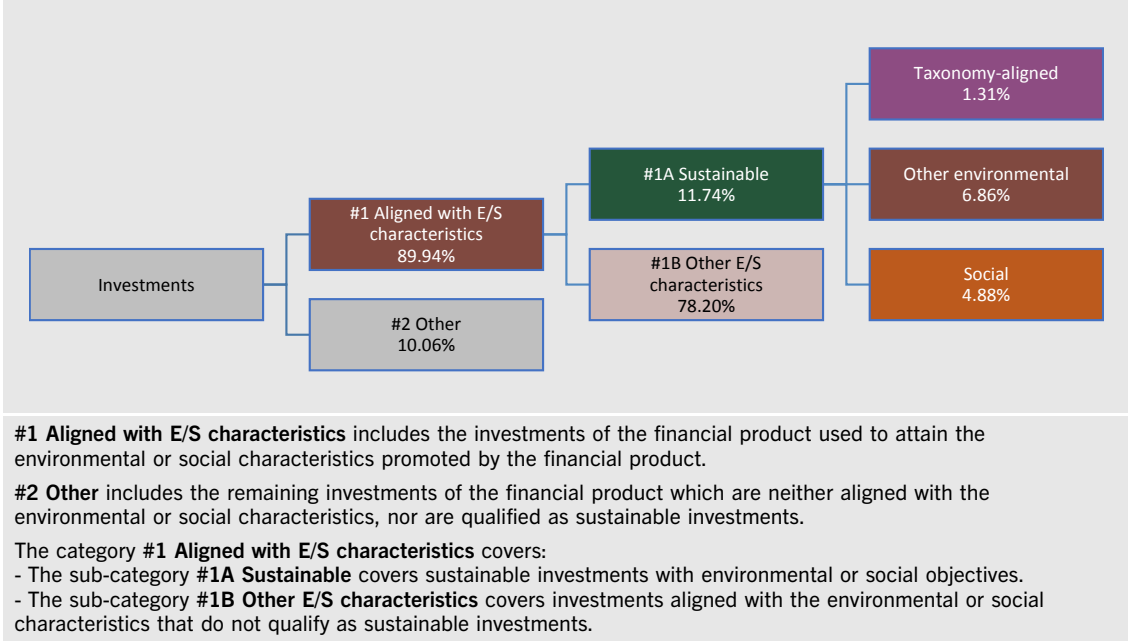 Investments
#1 Aligned with E/S
characteristics
89.94%
#2 Other
10.06%
#1A Sustainable
11.74%
#1B Other E/S
characteristics
78.20%
Taxonomy-aligned
1.31%
Other environmental
6.86%
Social
4.88%
#1 Aligned with E/S characteristics includes the investments of the financial product used to attain the
environmental or social characteristics promoted by the financial product.
#2 Other includes the remaining investments of the financial product which are neither aligned with the
environmental or social characteristics, nor are qualified as sustainable investments.
The category #1 Aligned with E/S characteristics covers:
- The sub-category #1A Sustainable covers sustainable investments with environmental or social objectives.
- The sub-category #1B Other E/S characteristics covers investments aligned with the environmental or social
characteristics that do not qualify as sustainable investments.